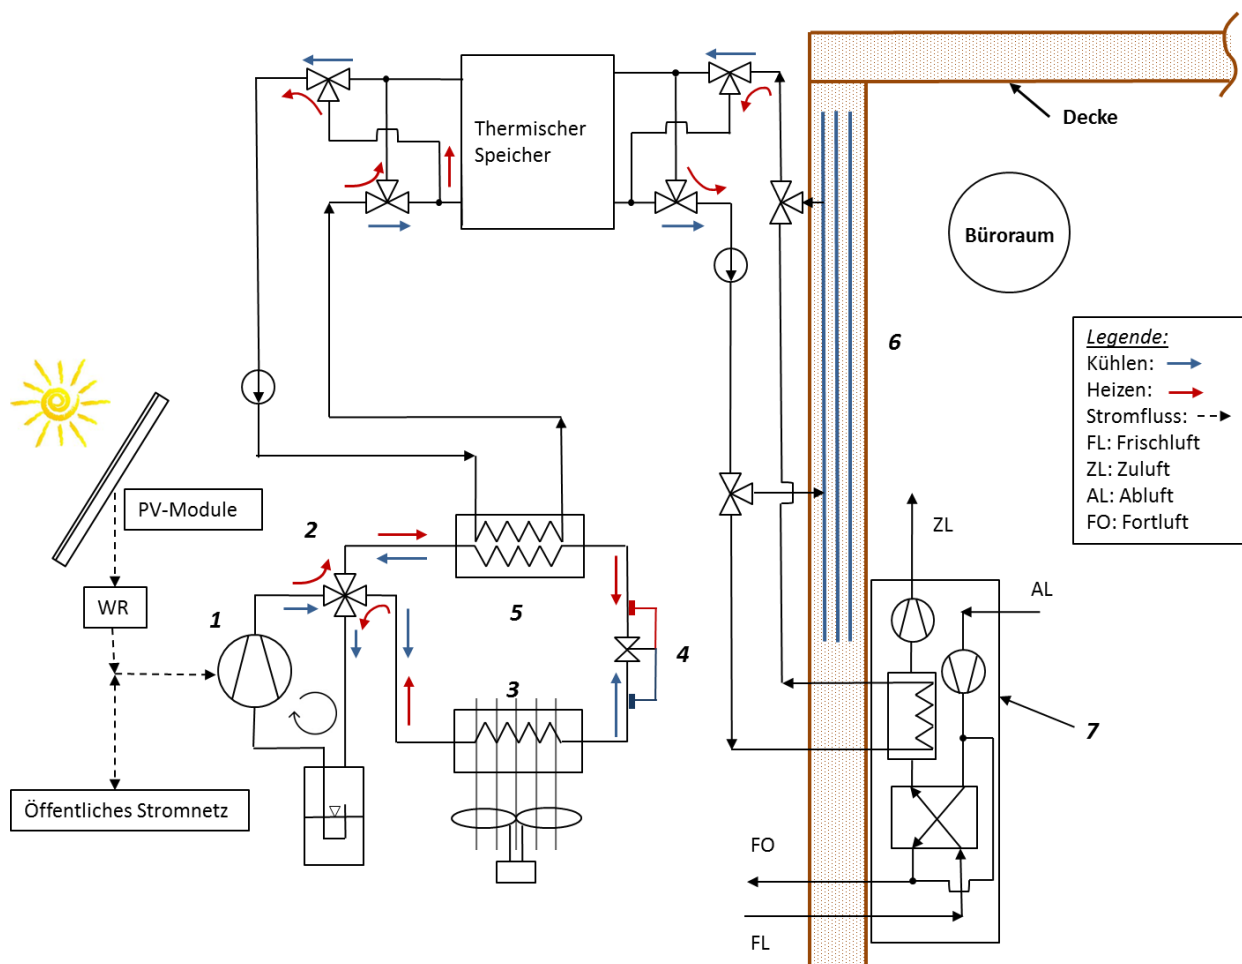 Thermischer
Speicher
Decke
Büroraum
6
Legende:
Kühlen:
Heizen:
Stromfluss:
FL: Frischluft
ZL: Zuluft
AL: Abluft
FO: Fortluft
PV-Module
2
ZL
WR
1
5
AL
4
3
7
Öffentliches Stromnetz
FO
FL